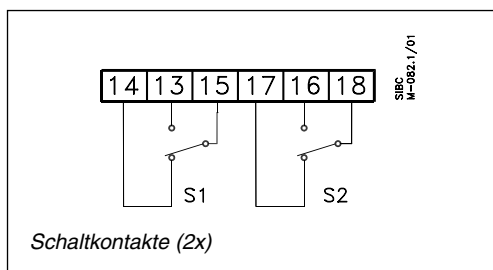 SIBC
M-082.1/01
14 13 15 17 16 18
S1 S2
Schaltkontakte (2x)